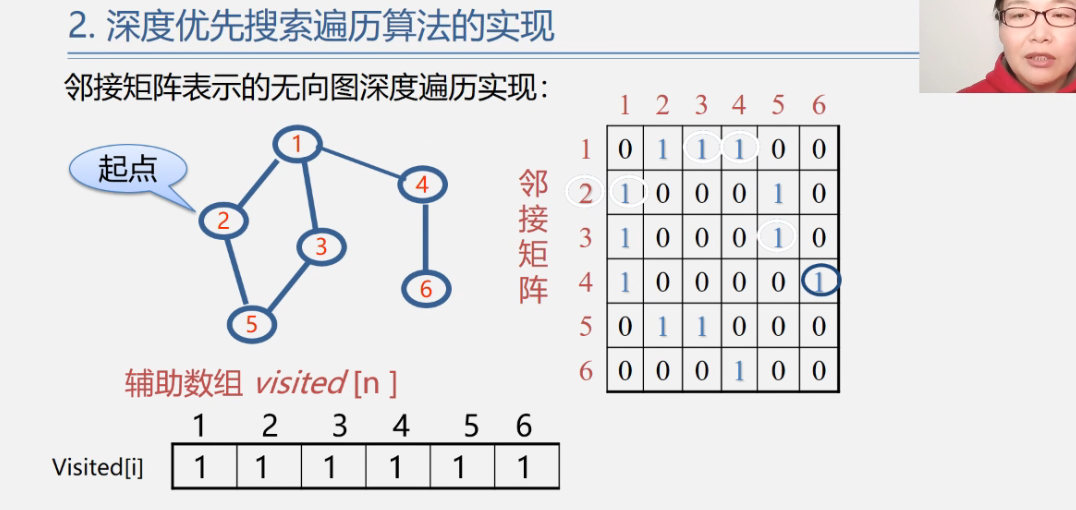 2. 深度优先搜索遍历算法的实现
邻接矩阵表示的无向图深度遍历实现：
起点
1
2
3
4
5
6
邻接矩阵
1 2 3 4 5 6
1 0 1 1 1 0 0
2 1 0 0 0 1 0
3 1 0 0 0 1 0
4 1 0 0 0 0 1
5 0 1 1 0 0 0
6 0 0 0 1 0 0
辅助数组 visited [n ]
1 2 3 4 5 6
Visited[i] 1 1 1 1 1 1